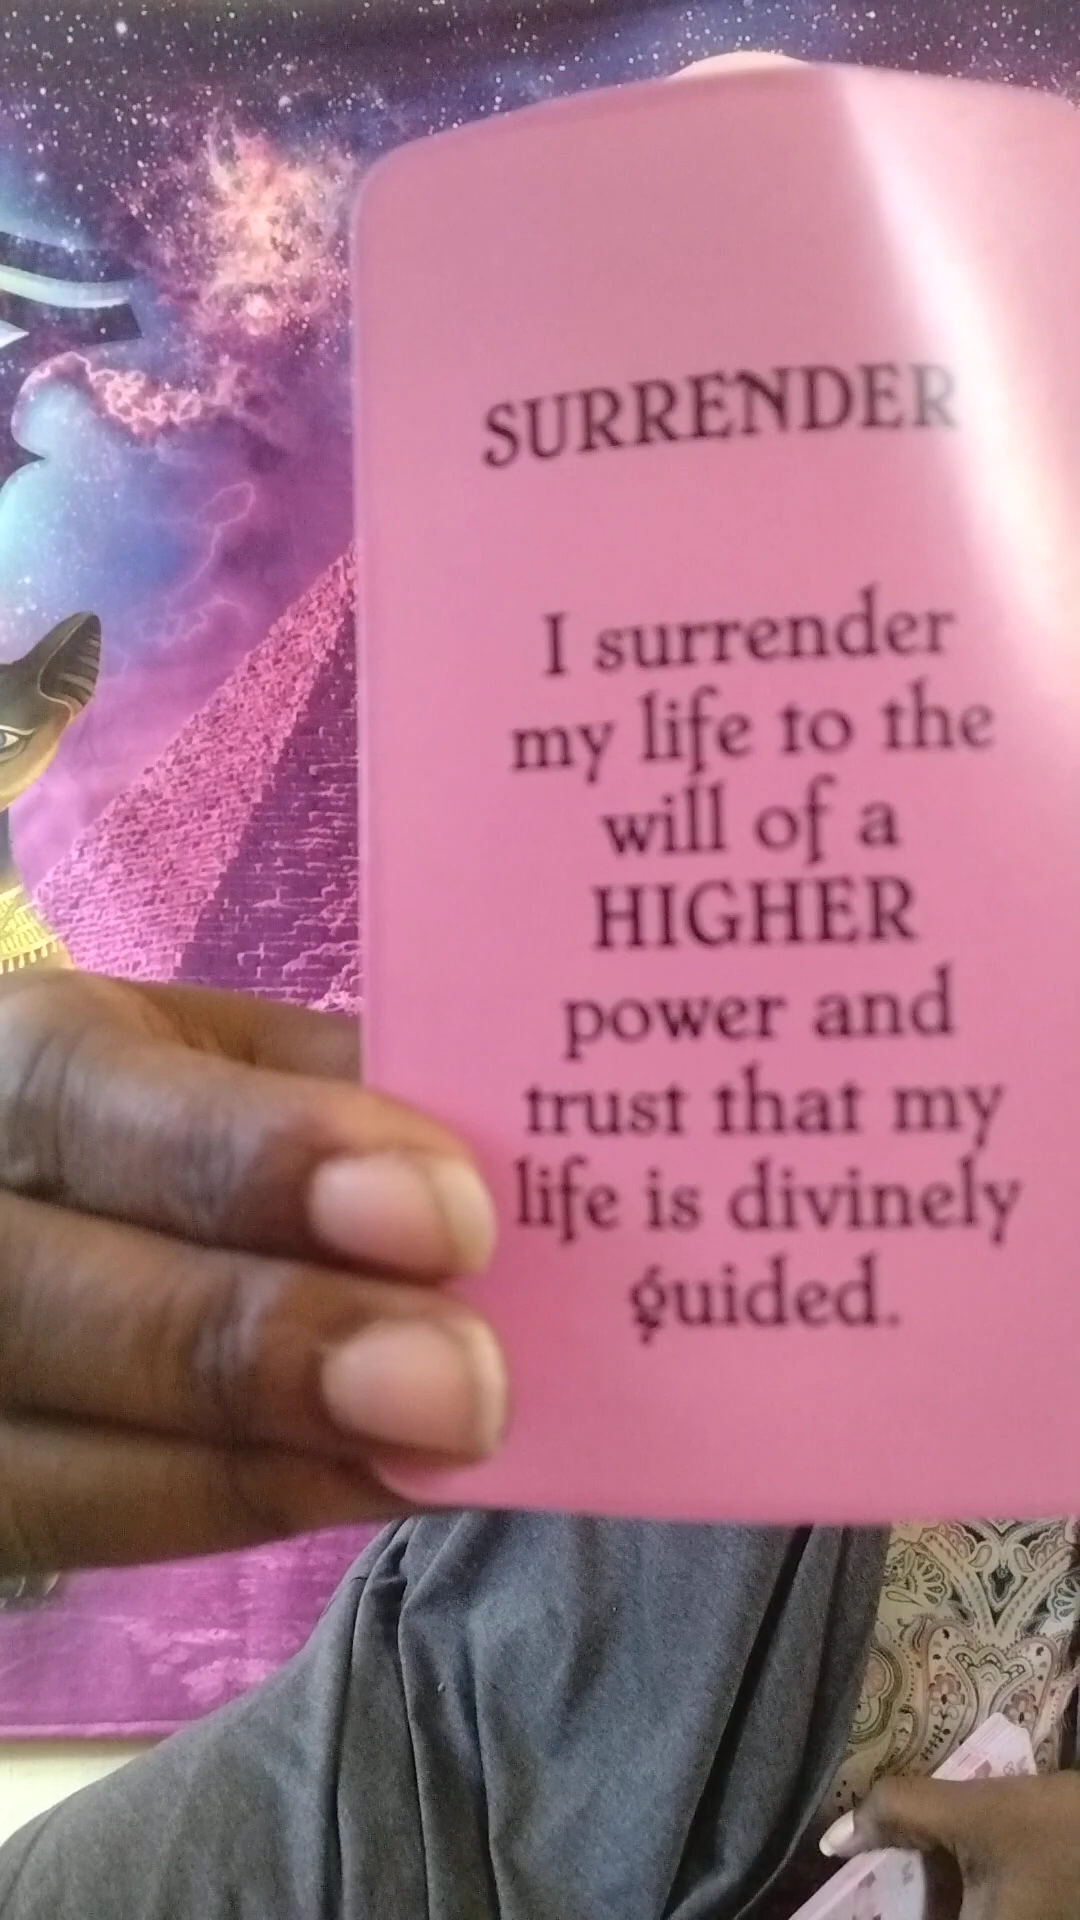 SURRENDER
I surrender
my life to the
will of a
HIGHER
power and
trust that my
life is divinely
guided.